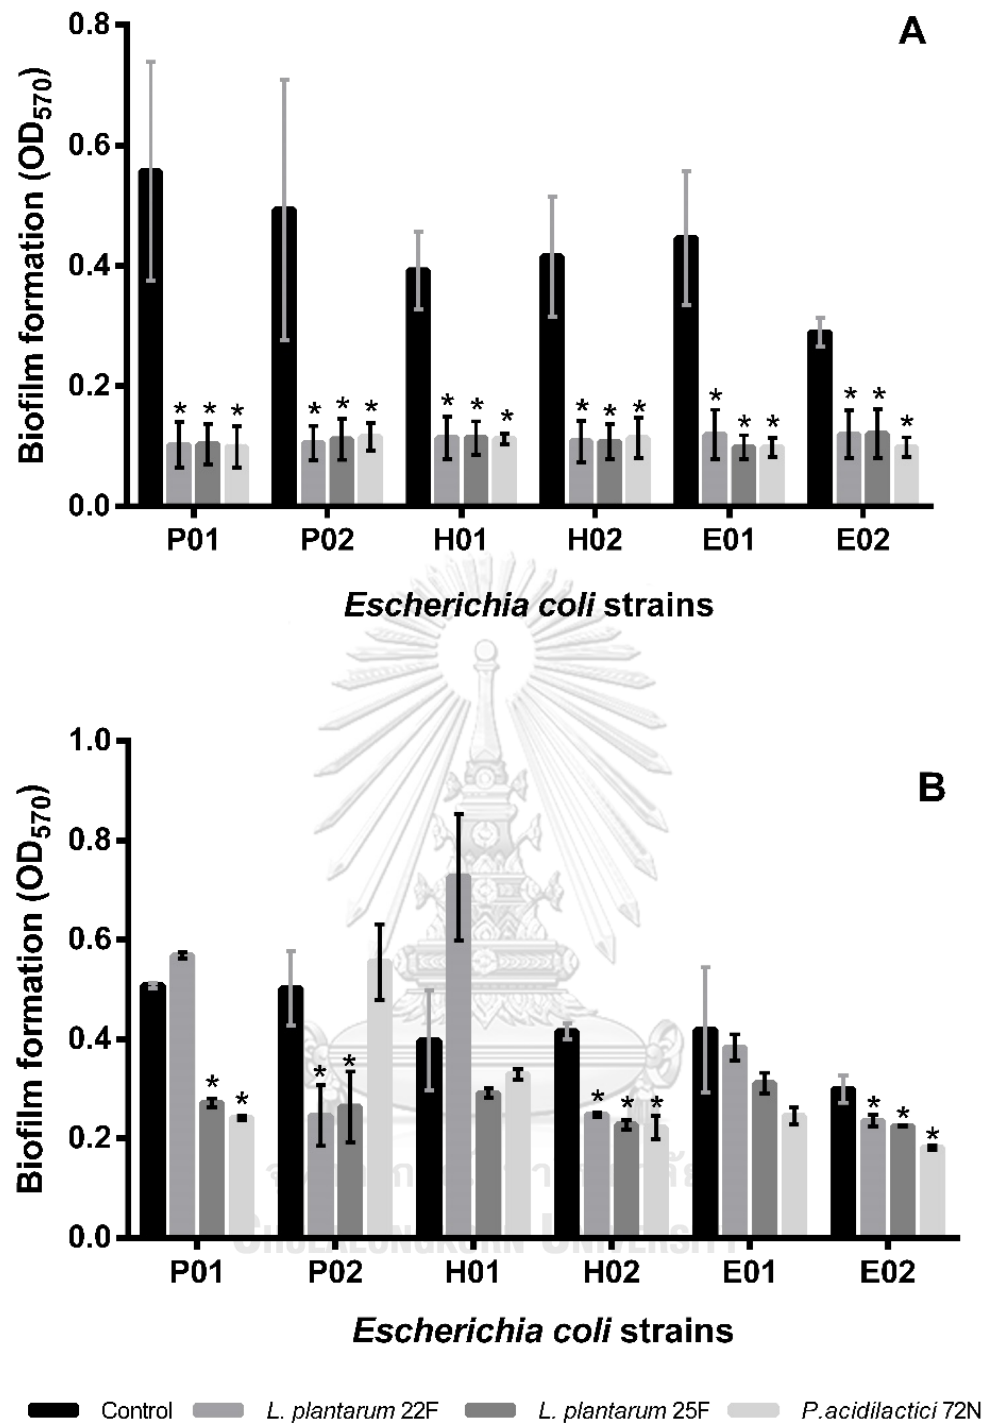 A
0.8
0.6
0.4
0.2
0.0
Biofilm formation (OD570)
* * * * * * * * * * * * * * * * * *
P01 P02 H01 H02 E01 E02
Escherichia coli strains
B
1.0
0.8
0.6
0.4
0.2
0.0
Biofilm formation (OD570)
* * * * * * * * * *
P01 P02 H01 H02 E01 E02
CHULALONGKORN UNIVERSITY
Escherichia coli strains
Control L. plantarum 22F L. plantarum 25F P.acidilactici 72N